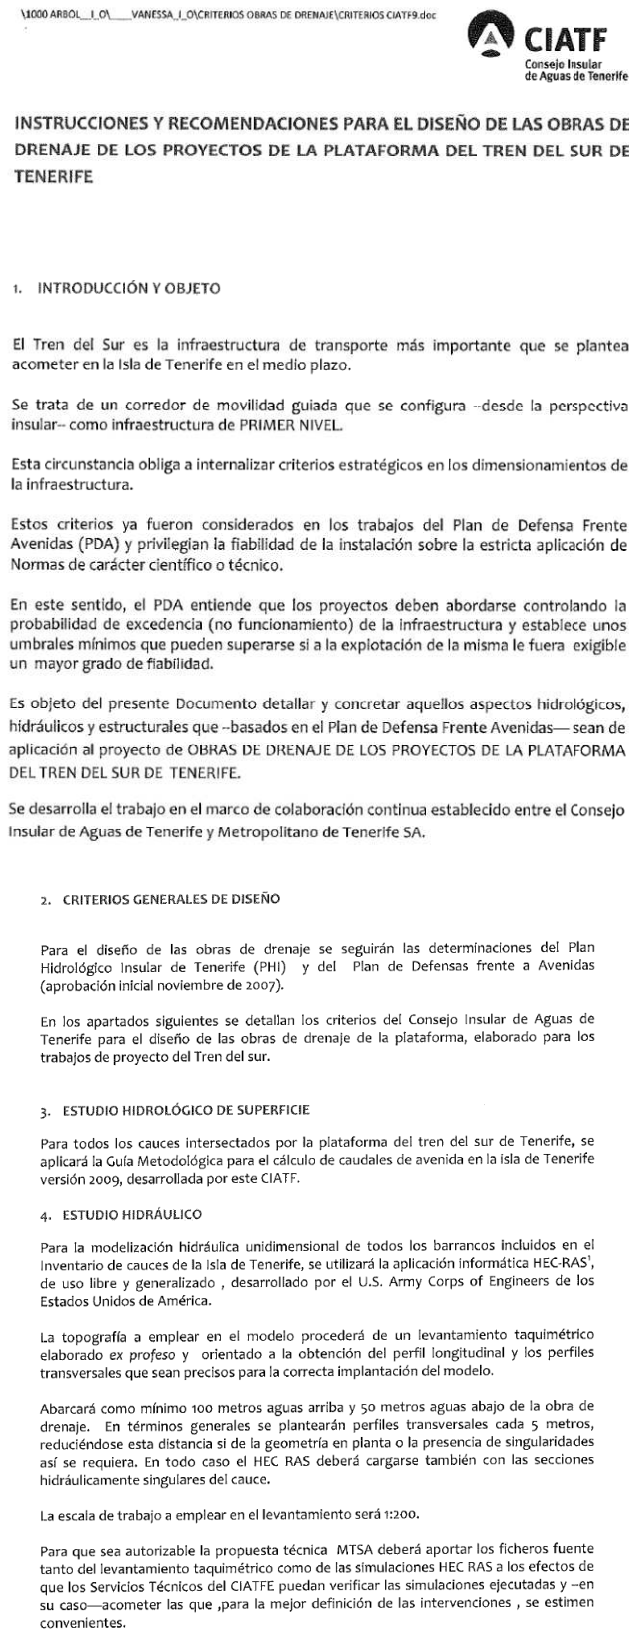 \1000 ARBOL__I_O\____VANESSA_I_O\CRITERIOS OBRAS DE DRENAJE\CRITERIOS CIATF9.doc
CIATF
Consejo Insular
de Aguas de Tenerife
INSTRUCCIONES Y RECOMENDACIONES PARA EL DISEÑO DE LAS OBRAS DE
DRENAJE DE LOS PROYECTOS DE LA PLATAFORMA DEL TREN DEL SUR DE
TENERIFE
1. INTRODUCCIÓN Y OBJETO
El Tren del Sur es la infraestructura de transporte más importante que se plantea
acometer en la Isla de Tenerife en el medio plazo.
Se trata de un corredor de movilidad guiada que se configura –desde la perspectiva
insular– como infraestructura de PRIMER NIVEL.
Esta circunstancia obliga a internalizar criterios estratégicos en los dimensionamientos de
la infraestructura.
Estos criterios ya fueron considerados en los trabajos del Plan de Defensa Frente
Avenidas (PDA) y privilegian la fiabilidad de la instalación sobre la estricta aplicación de
Normas de carácter científico o técnico.
En este sentido, el PDA entiende que los proyectos deben abordarse controlando la
probabilidad de excedencia (no funcionamiento) de la infraestructura y establece unos
umbrales mínimos que pueden superarse si a la explotación de la misma le fuera exigible
un mayor grado de fiabilidad.
Es objeto del presente Documento detallar y concretar aquellos aspectos hidrológicos,
hidráulicos y estructurales que –basados en el Plan de Defensa Frente Avenidas— sean de
aplicación al proyecto de OBRAS DE DRENAJE DE LOS PROYECTOS DE LA PLATAFORMA
DEL TREN DEL SUR DE TENERIFE.
Se desarrolla el trabajo en el marco de colaboración continua establecido entre el Consejo
Insular de Aguas de Tenerife y Metropolitano de Tenerife SA.
2. CRITERIOS GENERALES DE DISEÑO
Para el diseño de las obras de drenaje se seguirán las determinaciones del Plan
Hidrológico Insular de Tenerife (PHI) y del Plan de Defensas frente a Avenidas
(aprobación inicial noviembre de 2007).
En los apartados siguientes se detallan los criterios del Consejo Insular de Aguas de
Tenerife para el diseño de las obras de drenaje de la plataforma, elaborado para los
trabajos de proyecto del Tren del sur.
3. ESTUDIO HIDROLÓGICO DE SUPERFICIE
Para todos los cauces intersectados por la plataforma del tren del sur de Tenerife, se
aplicará la Guía Metodológica para el cálculo de caudales de avenida en la isla de Tenerife
versión 2009, desarrollada por este CIATF.
4. ESTUDIO HIDRÁULICO
Para la modelización hidráulica unidimensional de todos los barrancos incluidos en el
Inventario de cauces de la Isla de Tenerife, se utilizará la aplicación informática HEC-RAS¹,
de uso libre y generalizado , desarrollado por el U.S. Army Corps of Engineers de los
Estados Unidos de América.
La topografía a emplear en el modelo procederá de un levantamiento taquimétrico
elaborado ex profeso y orientado a la obtención del perfil longitudinal y los perfiles
transversales que sean precisos para la correcta implantación del modelo.
Abarcará como mínimo 100 metros aguas arriba y 50 metros aguas abajo de la obra de
drenaje. En términos generales se plantearán perfiles transversales cada 5 metros,
reduciéndose esta distancia si de la geometría en planta o la presencia de singularidades
así se requiera. En todo caso el HEC RAS deberá cargarse también con las secciones
hidráulicamente singulares del cauce.
La escala de trabajo a emplear en el levantamiento será 1:200.
Para que sea autorizable la propuesta técnica MTSA deberá aportar los ficheros fuente
tanto del levantamiento taquimétrico como de las simulaciones HEC RAS a los efectos de
que los Servicios Técnicos del CIATFE puedan verificar las simulaciones ejecutadas y –en
su caso—acometer las que ,para la mejor definición de las intervenciones , se estimen
convenientes.